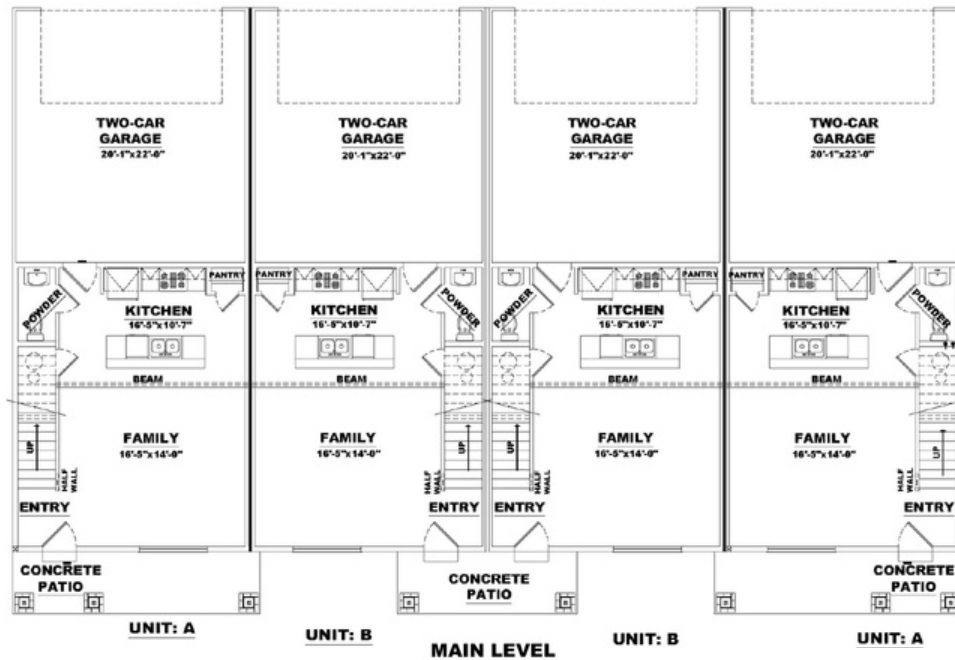 TWO-CAR
GARAGE
20'-1"x22'-0"
TWO-CAR
GARAGE
20'-1"x22'-0"
TWO-CAR
GARAGE
20'-1"x22'-0"
TWO-CAR
GARAGE
20'-1"x22'-0"
POWDER
PANTRY
KITCHEN
16'-5"x10'-7"
PANTRY
KITCHEN
16'-5"x10'-7"
POWDER
POWDER
PANTRY
KITCHEN
16'-5"x10'-7"
PANTRY
KITCHEN
16'-5"x10'-7"
POWDER
BEAM
BEAM
BEAM
BEAM
UP
FAMILY
16'-5"x14'-0"
HALF
WALL
ENTRY
FAMILY
16'-5"x14'-0"
UP
HALF
WALL
ENTRY
UP
FAMILY
16'-5"x14'-0"
HALF
WALL
ENTRY
FAMILY
16'-5"x14'-0"
UP
HALF
WALL
ENTRY
CONCRETE
PATIO
CONCRETE
PATIO
CONCRETE
PATIO
UNIT: A
UNIT: B
UNIT: B
UNIT: A
MAIN LEVEL